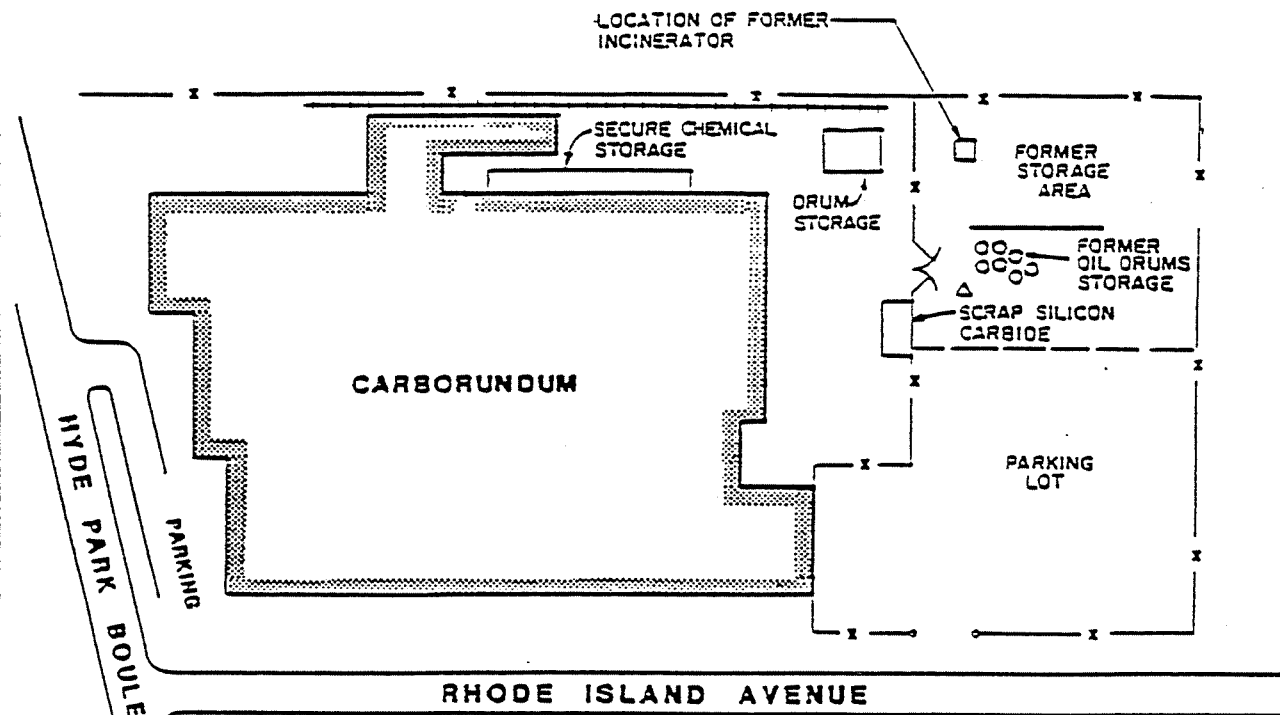 LOCATION OF FORMER
INCINERATOR
SECURE CHEMICAL
STORAGE
DRUM
STORAGE
FORMER
STORAGE
AREA
FORMER
OIL DRUMS
STORAGE
SCRAP SILICON
CARBIDE
CARBORUNDUM
PARKING
LOT
HYDE PARK BOULE
PARKING
RHODE ISLAND AVENUE